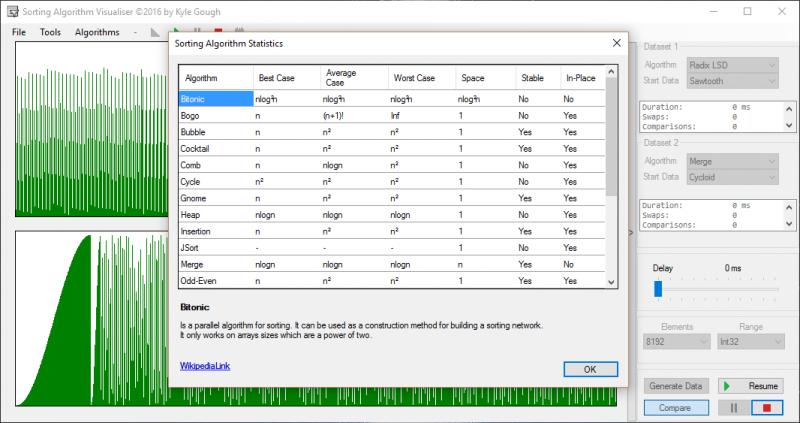 Sorting Algorithm Visualiser ©2016 by Kyle Gough
File Tools Algorithms -
Sorting Algorithm Statistics
Algorithm Best Case Average Case Worst Case Space Stable In-Place
Bitonic nlog²n nlog²n nlog²n nlog²n No No
Bogo n (n+1)! Inf 1 No Yes
Bubble n n² n² 1 Yes Yes
Cocktail n n² n² 1 Yes Yes
Comb n nlogn n² 1 No Yes
Cycle n² n² n² 1 No Yes
Gnome n n² n² 1 Yes Yes
Heap nlogn nlogn nlogn 1 No Yes
Insertion n n² n² 1 Yes Yes
JSort - - - 1 No Yes
Merge nlogn nlogn nlogn n Yes No
Odd-Even n n² n² 1 Yes Yes
Bitonic
Is a parallel algorithm for sorting. It can be used as a construction method for building a sorting network.
It only works on arrays sizes which are a power of two.
WikipediaLink
OK
Dataset 1
Algorithm Radix LSD
Start Data Sawtooth
Duration: 0 ms
Swaps: 0
Comparisons: 0
Dataset 2
Algorithm Merge
Start Data Cycloid
Duration: 0 ms
Swaps: 0
Comparisons: 0
>
Delay 0 ms
Elements Range
8192 Int32
Generate Data Resume
Compare